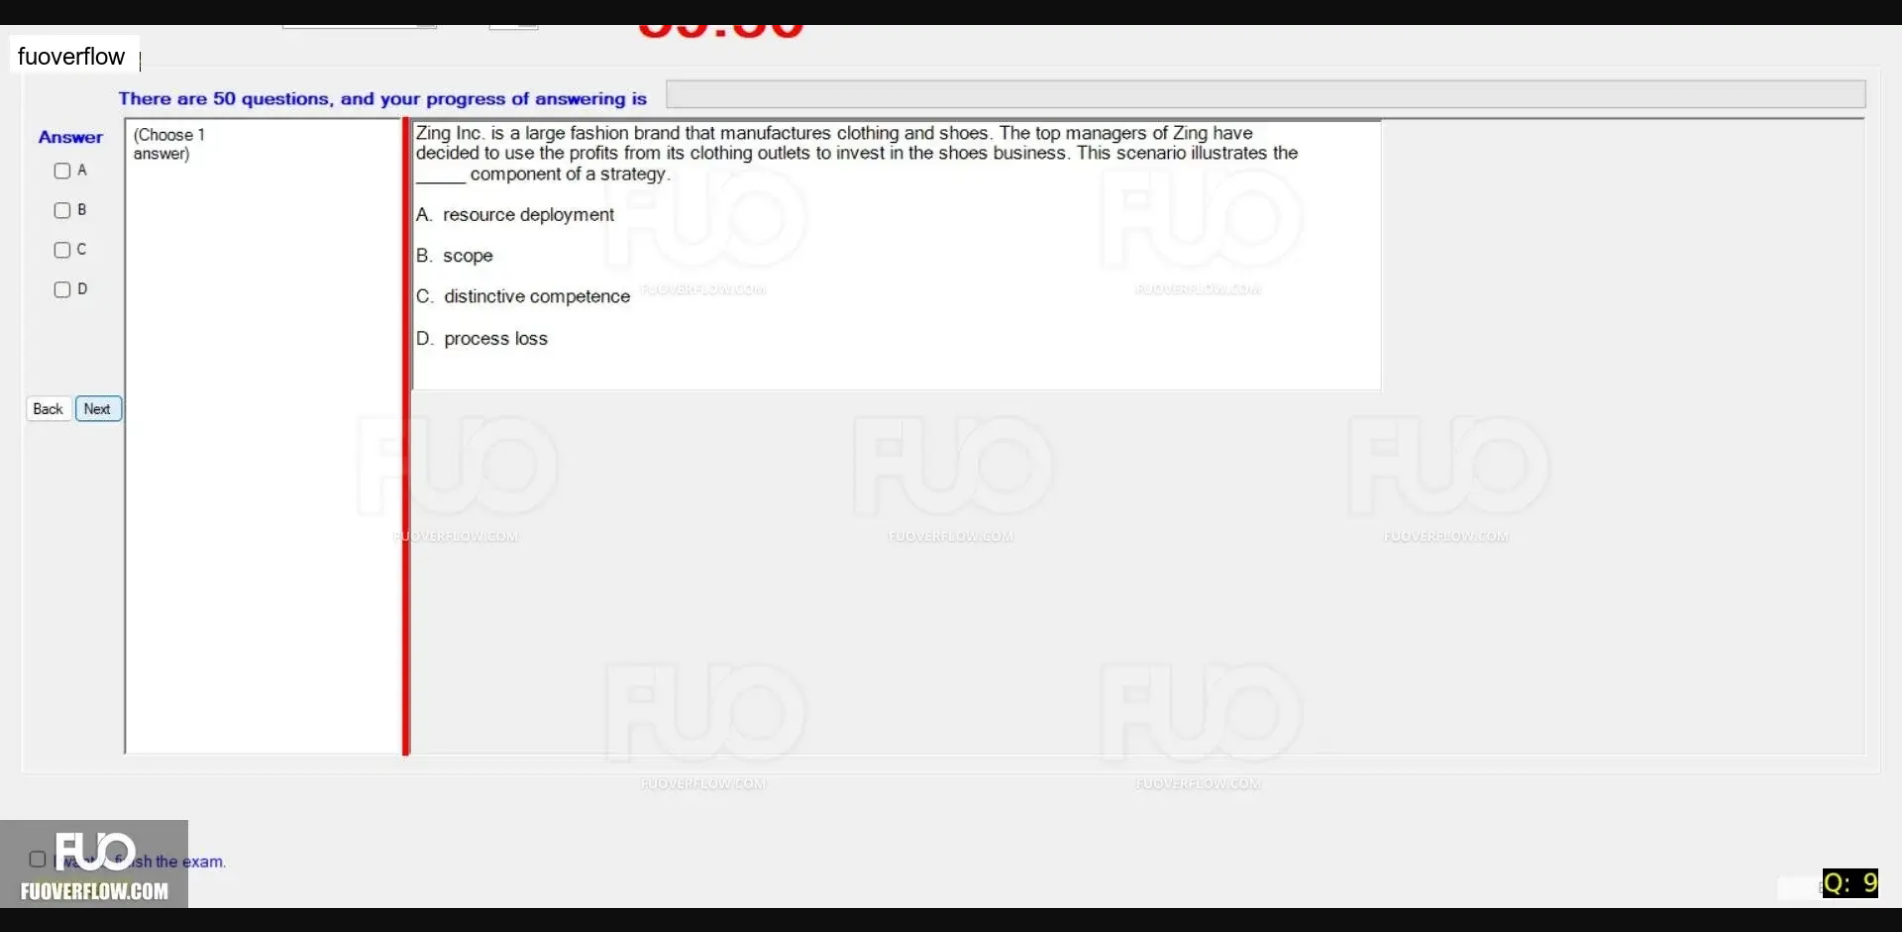 fuoverflow
There are 50 questions, and your progress of answering is
Answer
A
B
C
D
Back Next
(Choose 1
answer)
Zing Inc. is a large fashion brand that manufactures clothing and shoes. The top managers of Zing have
decided to use the profits from its clothing outlets to invest in the shoes business. This scenario illustrates the
_____ component of a strategy.
A. resource deployment
B. scope
C. distinctive competence
D. process loss
FUO
FUOVERFLOW.COM
FUO
FUOVERFLOW.COM
FUO
FUOVERFLOW.COM
FUO
FUOVERFLOW.COM
FUO
FUOVERFLOW.COM
FUO
FUOVERFLOW.COM
FUO
FUOVERFLOW.COM
the exam.
FUO
FUOVERFLOW.COM
Q: 9